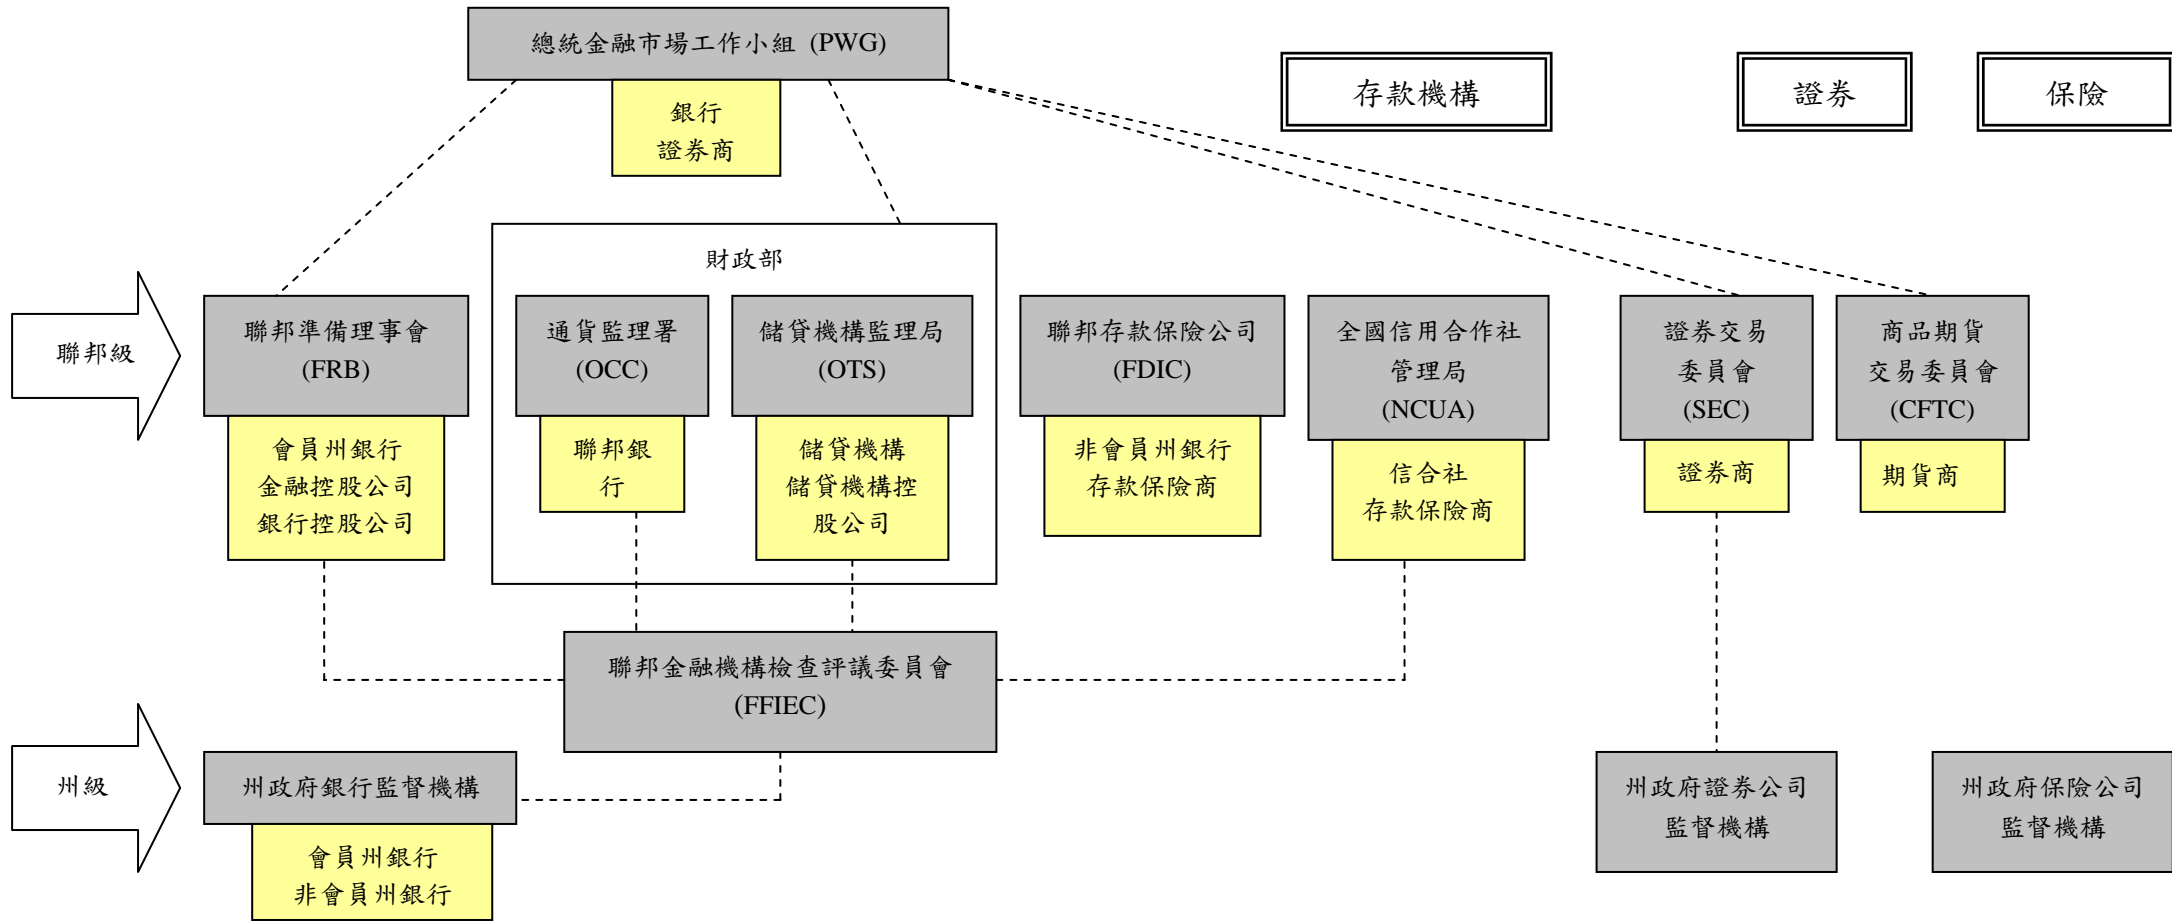 總統金融市場工作小組 (PWG)
銀行
證券商
存款機構
證券
保險
財政部
聯邦級
聯邦準備理事會
(FRB)
會員州銀行
金融控股公司
銀行控股公司
通貨監理署
(OCC)
聯邦銀
行
儲貸機構監理局
(OTS)
儲貸機構
儲貸機構控
股公司
聯邦存款保險公司
(FDIC)
非會員州銀行
存款保險商
全國信用合作社
管理局
(NCUA)
信合社
存款保險商
證券交易
委員會
(SEC)
證券商
商品期貨
交易委員會
(CFTC)
期貨商
聯邦金融機構檢查評議委員會
(FFIEC)
州級
州政府銀行監督機構
會員州銀行
非會員州銀行
州政府證券公司
監督機構
州政府保險公司
監督機構